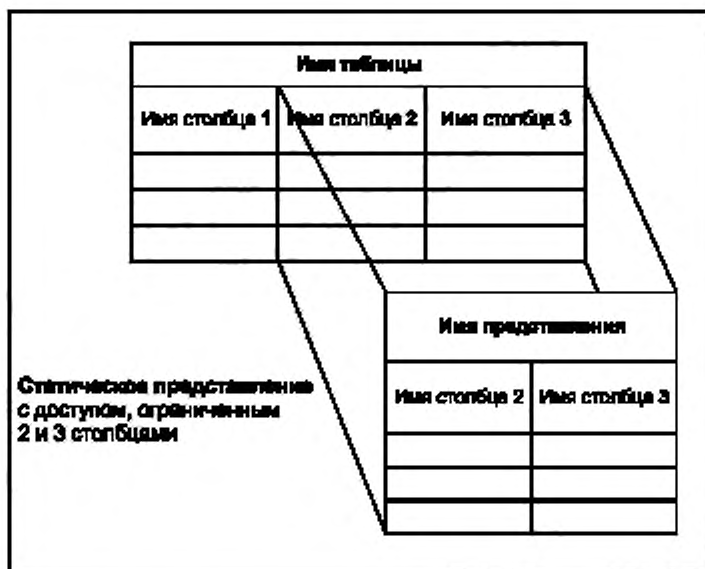 Имя таблицы
Имя столбца 1 Имя столбца 2 Имя столбца 3
Имя представления
Имя столбца 2 Имя столбца 3
Статическое представление
с доступом, ограниченным
2 и 3 столбцами